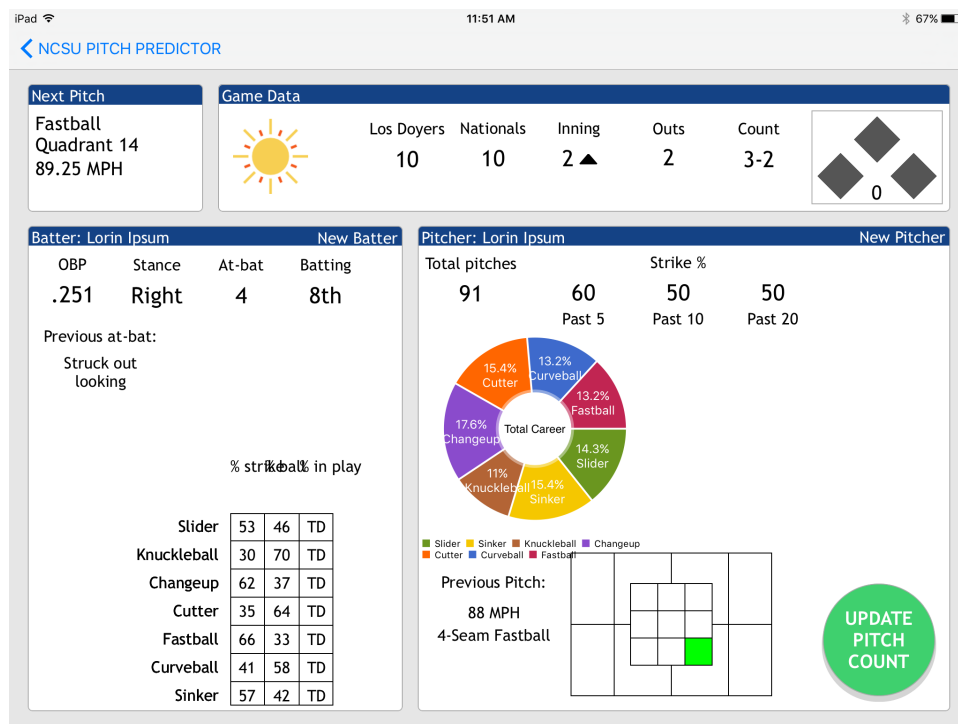 iPad 11:51 AM 67%
NCSU PITCH PREDICTOR
Next Pitch
Fastball
Quadrant 14
89.25 MPH
Game Data
Los Doyers Nationals Inning Outs Count
10 10 2 2 3-2
0
Batter: Lorin Ipsum New Batter
OBP Stance At-bat Batting
.251 Right 4 8th
Previous at-bat:
Struck out
looking
% strike % ball % in play
Slider 53 46 TD
Knuckleball 30 70 TD
Changeup 62 37 TD
Cutter 35 64 TD
Fastball 66 33 TD
Curveball 41 58 TD
Sinker 57 42 TD
Pitcher: Lorin Ipsum New Pitcher
Total pitches Strike %
91 60 50 50
Past 5 Past 10 Past 20
15.4%
Cutter
13.2%
Curveball
13.2%
Fastball
17.6%
Changeup
Total Career
14.3%
Slider
11%
Knuckleball
15.4%
Sinker
Slider Sinker Knuckleball Changeup
Cutter Curveball Fastball
Previous Pitch:
88 MPH
4-Seam Fastball
UPDATE
PITCH
COUNT